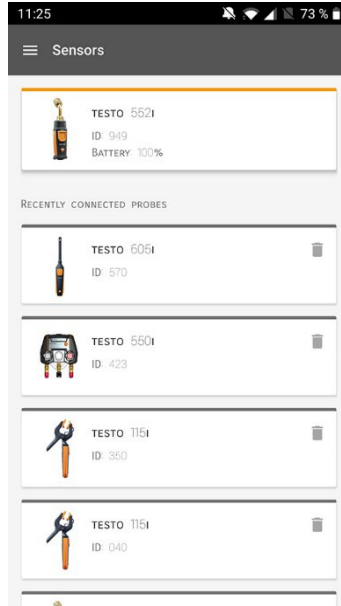 11:25
73 %
Sensors
TESTO 552I
ID: 949
BATTERY: 100%
RECENTLY CONNECTED PROBES
TESTO 605I
ID: 570
TESTO 550I
ID: 423
TESTO 115I
ID: 350
TESTO 115I
ID: 040